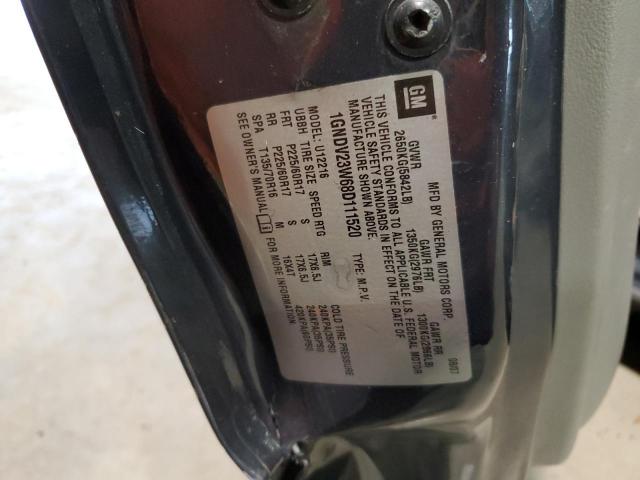 GM
MFD BY GENERAL MOTORS CORP. 08/07
GVWR GAWR FRT GAWR RR
2650KG(5842LB) 1350KG(2976LB) 1300KG(2866LB)
THIS VEHICLE CONFORMS TO ALL APPLICABLE U.S. FEDERAL MOTOR
VEHICLE SAFETY STANDARDS IN EFFECT ON THE DATE OF
MANUFACTURE SHOWN ABOVE.
1GNDV23W68D111520 TYPE: M.P.V.
MODEL: U12216
UBBH TIRE SIZE SPEED RTG RIM COLD TIRE PRESSURE
FRT P225/60R17 S 17X6.5J 240KPA(35PSI)
RR P225/60R17 S 17X6.5J 240KPA(35PSI)
SPA T135/70R16 M 16X4T 420KPA(60PSI)
SEE OWNER'S MANUAL FOR MORE INFORMATION